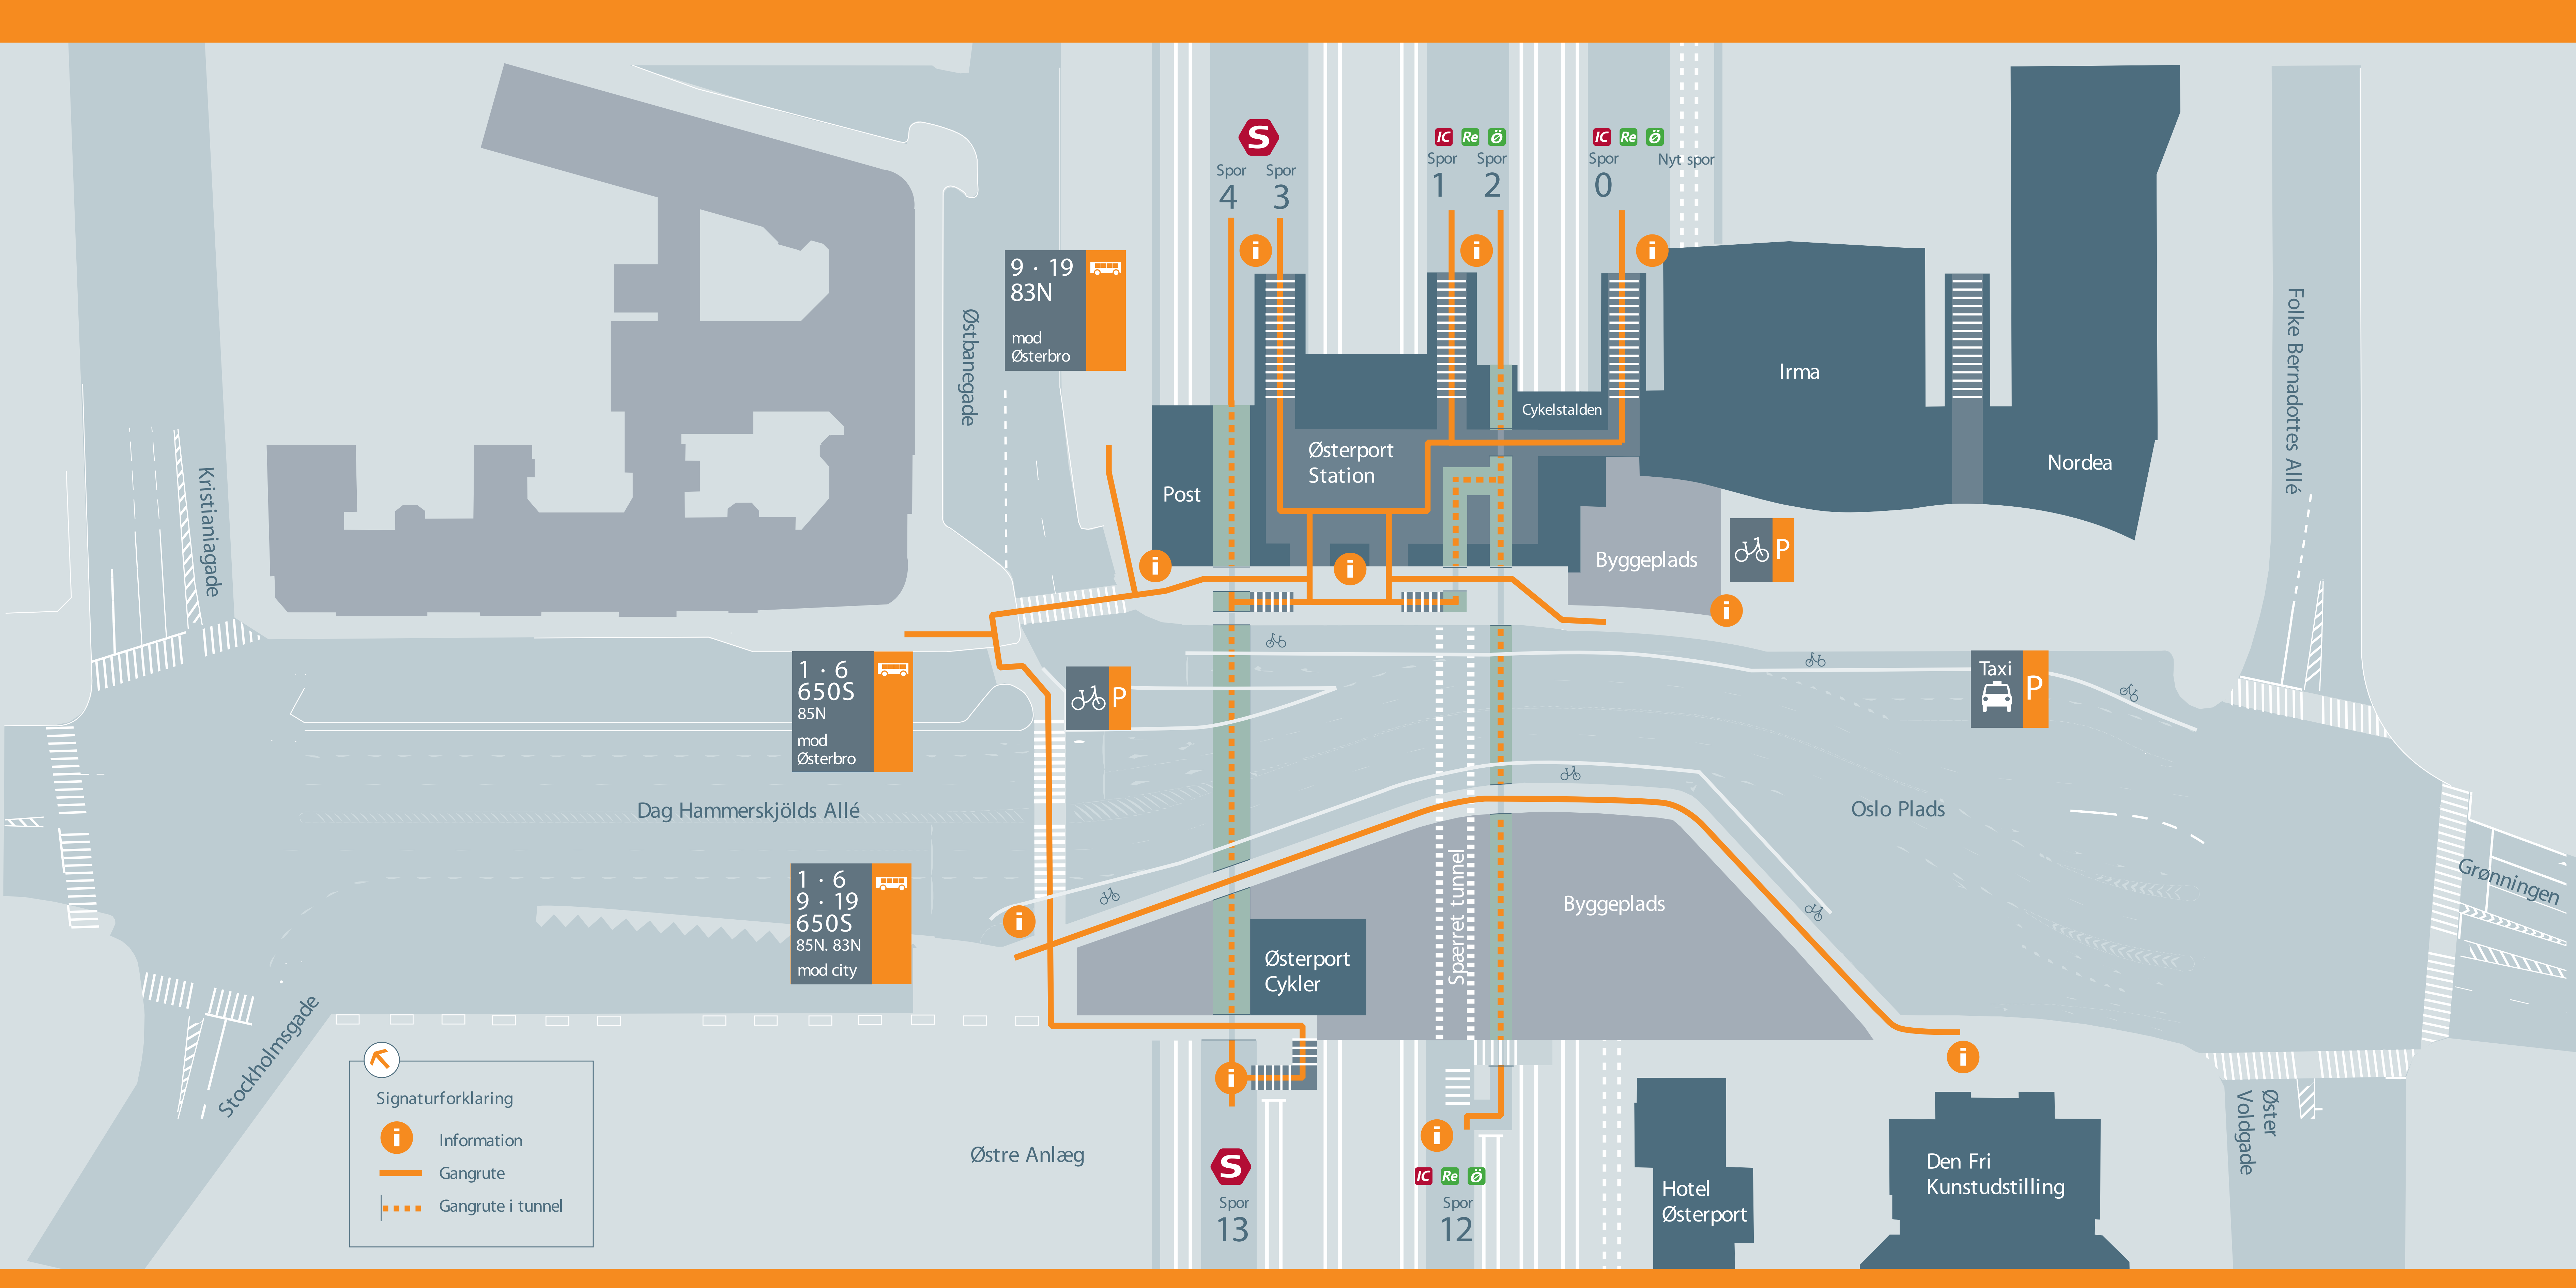 S
Spor
4
Spor
3
IC Re Ö
Spor
1
Spor
2
IC Re Ö
Spor
0
Nyt spor
9 · 19
83N
mod
Østerbro
Østbanegade
Kristianiagade
Folke Bernadottes Allé
Irma
Cykelstalden
Østerport
Station
Post
Nordea
Byggeplads
P
1 · 6
650S
85N
mod
Østerbro
P
Taxi
P
Dag Hammerskjölds Allé
Oslo Plads
1 · 6
9 · 19
650S
85N. 83N
mod city
Spærret tunnel
Byggeplads
Grønningen
Østerport
Cykler
Stockholmsgade
Signaturforklaring
Information
Gangrute
Gangrute i tunnel
Østre Anlæg
S
Spor
13
IC Re Ö
Spor
12
Hotel
Østerport
Den Fri
Kunstudstilling
Øster
Voldgade